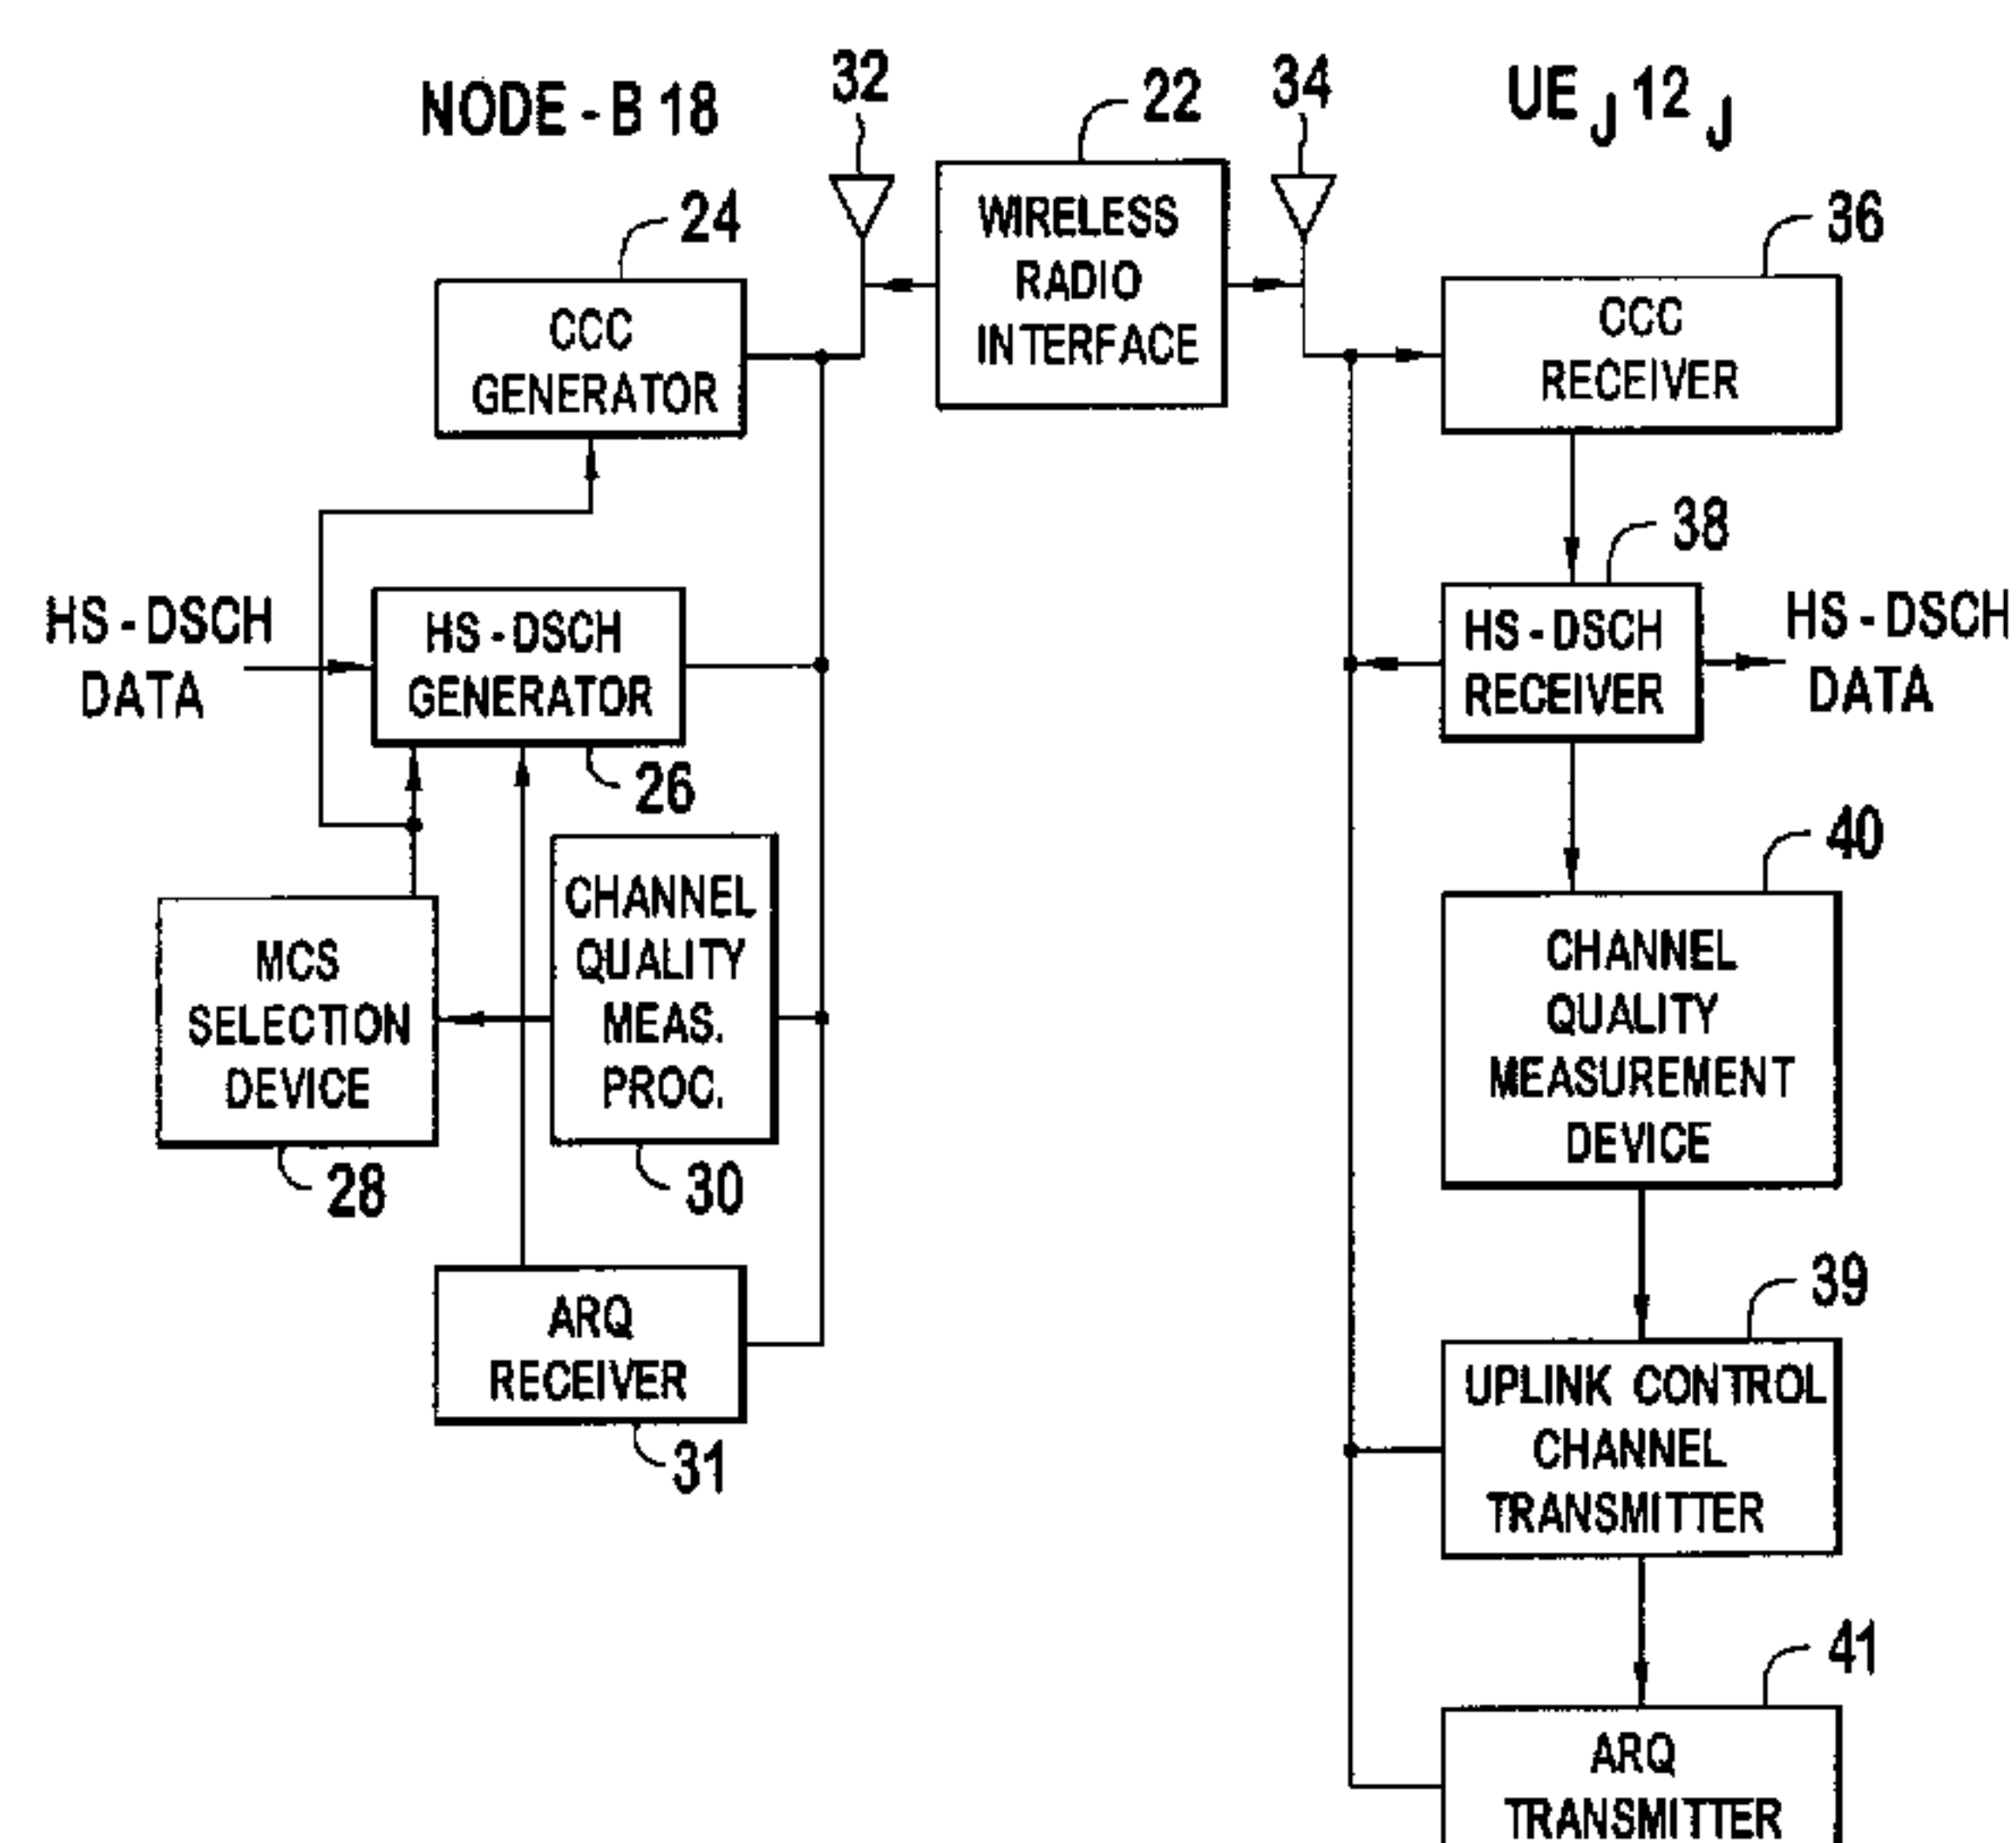 NODE-B 18
32
22
34
UE J 12 J
24
WIRELESS
RADIO
INTERFACE
36
CCC
GENERATOR
CCC
RECEIVER
38
HS-DSCH
DATA
HS-DSCH
GENERATOR
26
HS-DSCH
RECEIVER
HS-DSCH
DATA
40
MCS
SELECTION
DEVICE
28
CHANNEL
QUALITY
MEAS.
PROC.
30
CHANNEL
QUALITY
MEASUREMENT
DEVICE
39
ARQ
RECEIVER
31
UPLINK CONTROL
CHANNEL
TRANSMITTER
41
ARQ
TRANSMITTER